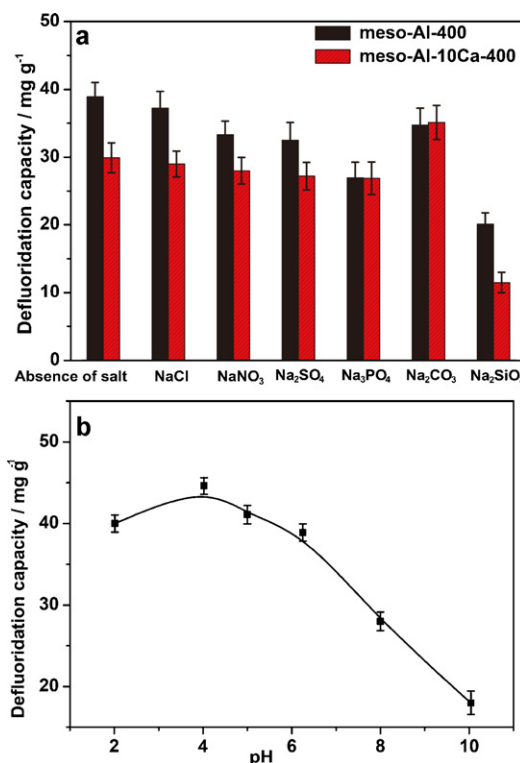 a
meso-Al-400
meso-Al-10Ca-400
Defluoridation capacity / mg g⁻¹
50
40
30
20
10
0
Absence of salt NaCl NaNO₃ Na₂SO₄ Na₃PO₄ Na₂CO₃ Na₂SiO
b
Defluoridation capacity / mg g⁻¹
50
40
30
20
2 4 6 8 10
pH